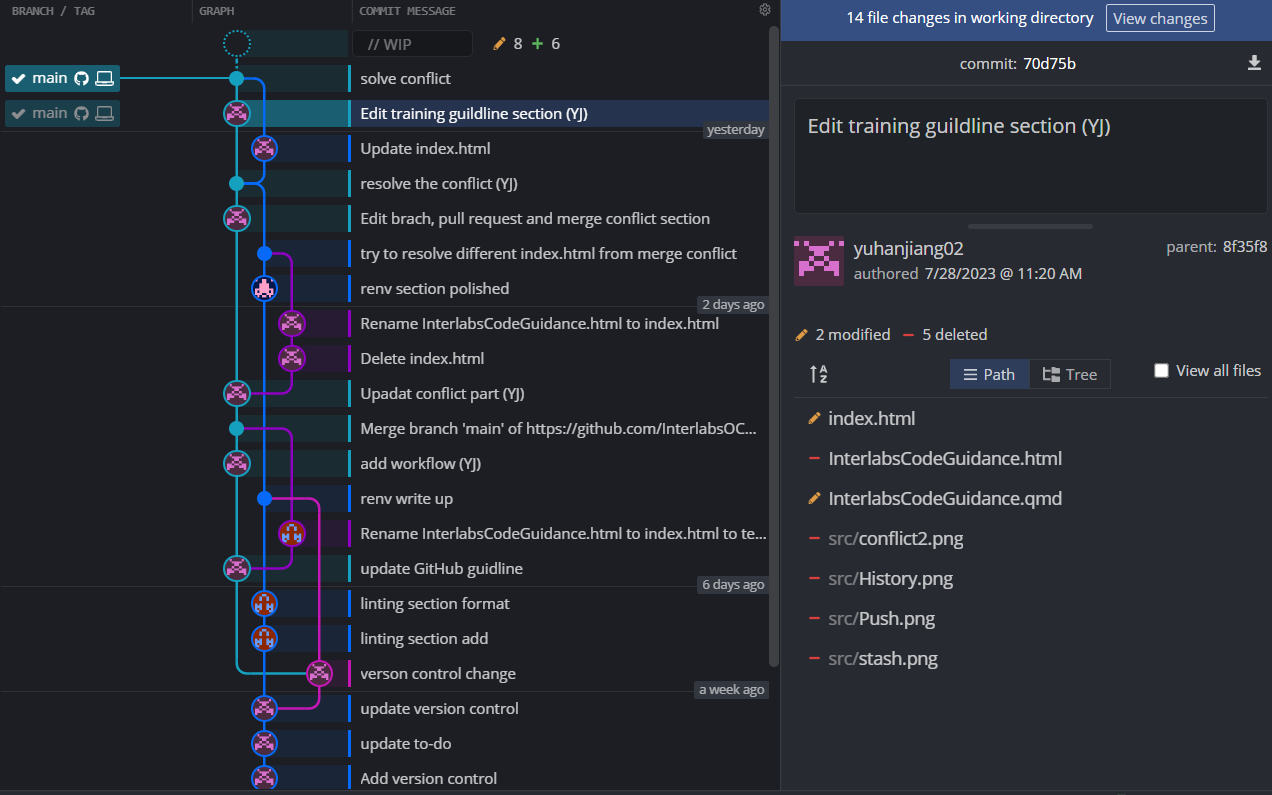 BRANCH / TAG
GRAPH
COMMIT MESSAGE
// WIP
8
+ 6
main
solve conflict
main
Edit training guildline section (YJ)
yesterday
Update index.html
resolve the conflict (YJ)
Edit brach, pull request and merge conflict section
try to resolve different index.html from merge conflict
renv section polished
2 days ago
Rename InterlabsCodeGuidance.html to index.html
Delete index.html
Upadat conflict part (YJ)
Merge branch 'main' of https://github.com/InterlabsOC...
add workflow (YJ)
renv write up
Rename InterlabsCodeGuidance.html to index.html to te...
update GitHub guidline
6 days ago
linting section format
linting section add
verson control change
a week ago
update version control
update to-do
Add version control
14 file changes in working directory
View changes
commit: 70d75b
Edit training guildline section (YJ)
yuhanjiang02
authored 7/28/2023 @ 11:20 AM
parent: 8f35f8
2 modified
5 deleted
A
Z
Path
Tree
View all files
index.html
InterlabsCodeGuidance.html
InterlabsCodeGuidance.qmd
src/conflict2.png
src/History.png
src/Push.png
src/stash.png